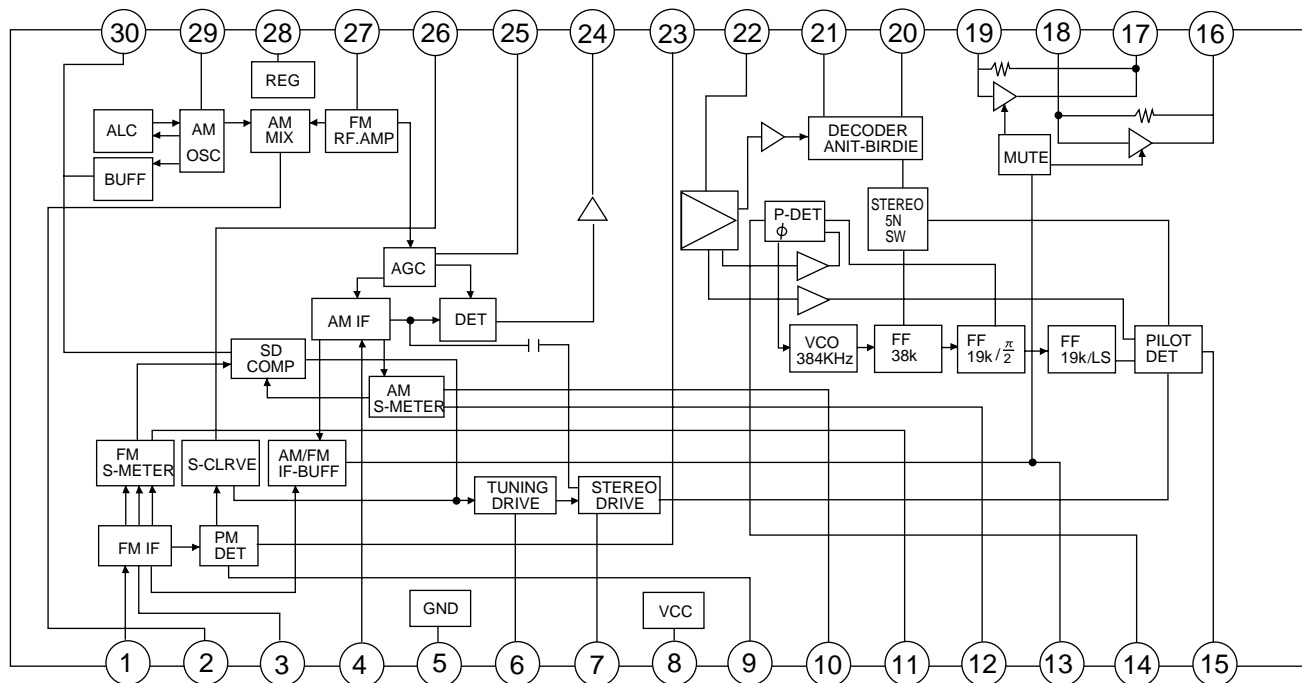 30 29 28 27 26 25 24 23 22 21 20 19 18 17 16
REG
ALC
AM
OSC
AM
MIX
FM
RF.AMP
DECODER
ANIT-BIRDIE
MUTE
BUFF
STEREO
5N
SW
P-DET
ϕ
AGC
AM IF
DET
VCO
384KHz
FF
38k
FF
19k/π/2
FF
19k/LS
PILOT
DET
SD
COMP
AM
S-METER
FM
S-METER
S-CLRVE
AM/FM
IF-BUFF
TUNING
DRIVE
STEREO
DRIVE
FM IF
PM
DET
GND
VCC
1 2 3 4 5 6 7 8 9 10 11 12 13 14 15